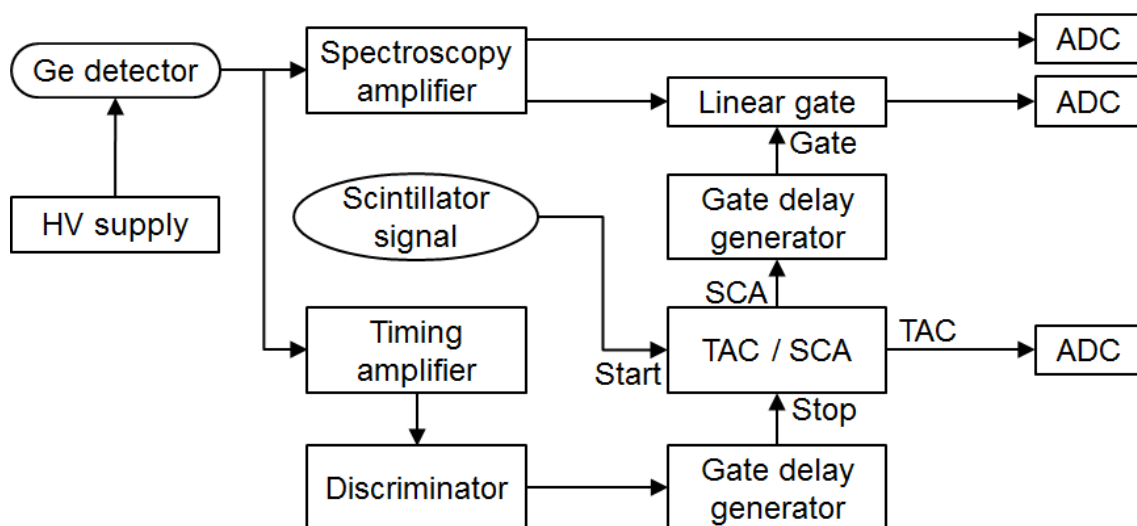 Ge detector
HV supply
Spectroscopy
amplifier
ADC
Linear gate
ADC
Gate
Scintillator
signal
Gate delay
generator
SCA
Timing
amplifier
Start
TAC / SCA
TAC
ADC
Stop
Discriminator
Gate delay
generator